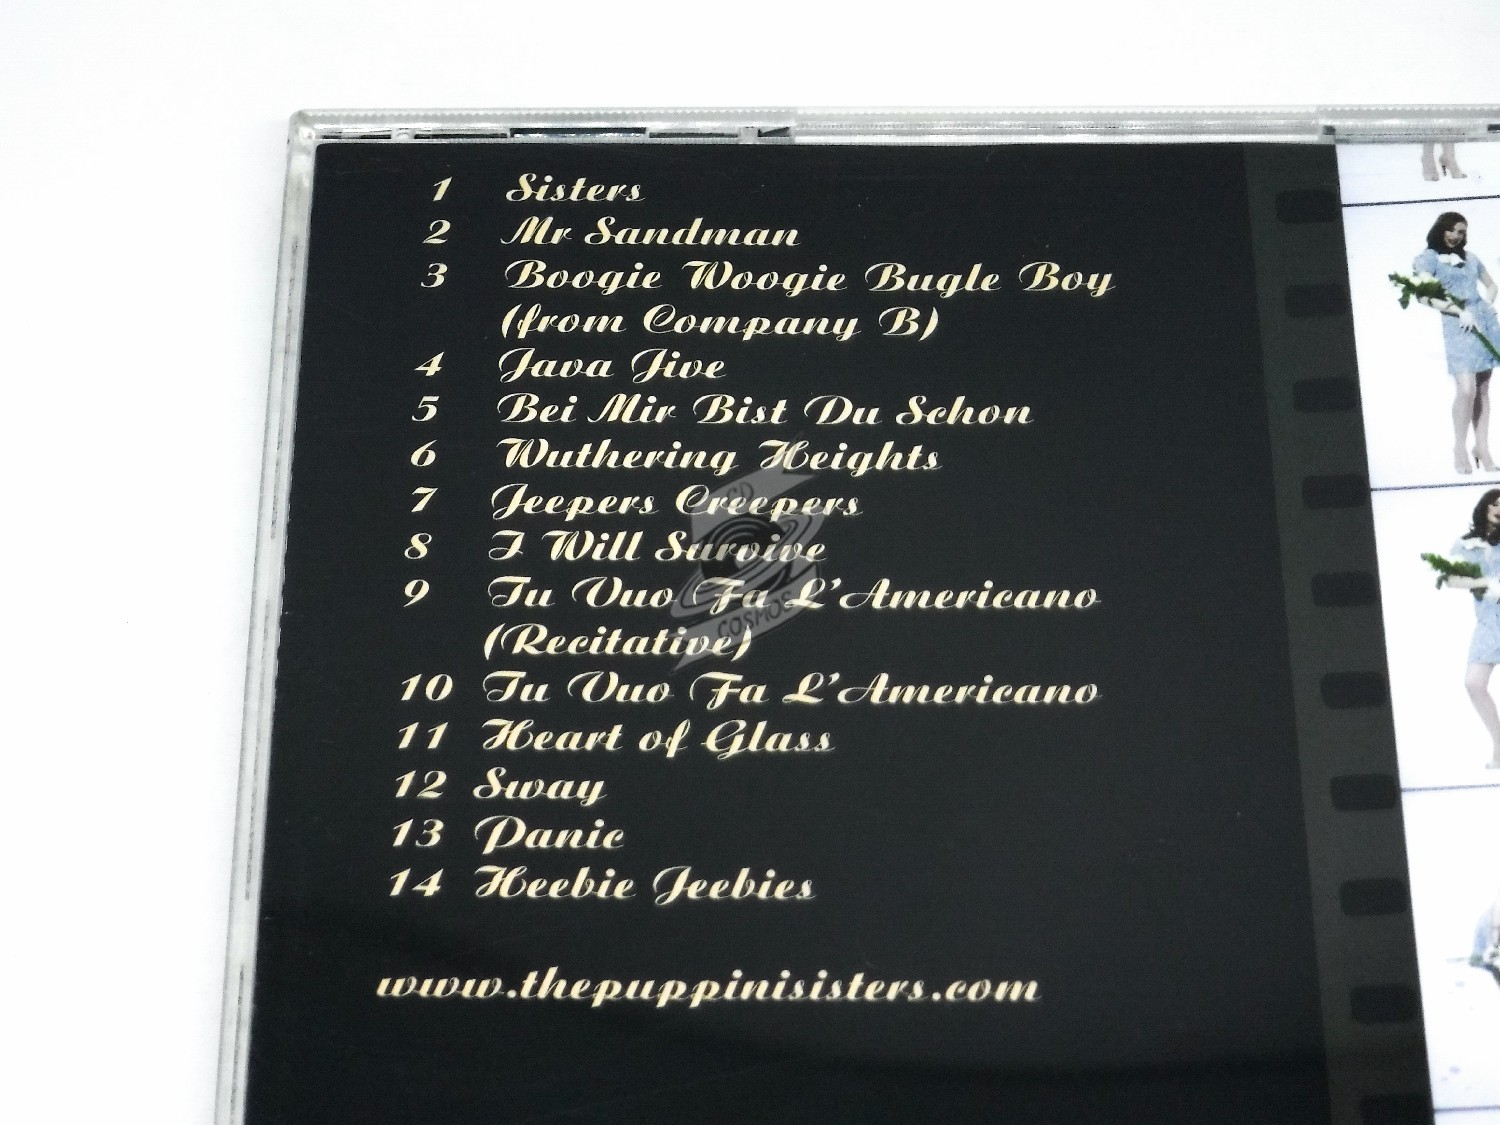 1 Sisters
2 Mr Sandman
3 Boogie Woogie Bugle Boy
(from Company B)
4 Java Jive
5 Bei Mir Bist Du Schon
6 Wuthering Heights
7 Jeepers Creepers
8 I Will Survive
9 Tu Vuo Fa L'Americano
(Recitative)
10 Tu Vuo Fa L'Americano
11 Heart of Glass
12 Sway
13 Panic
14 Heebie Jeebies
www.thepuppinisisters.com
CD
COSMOS